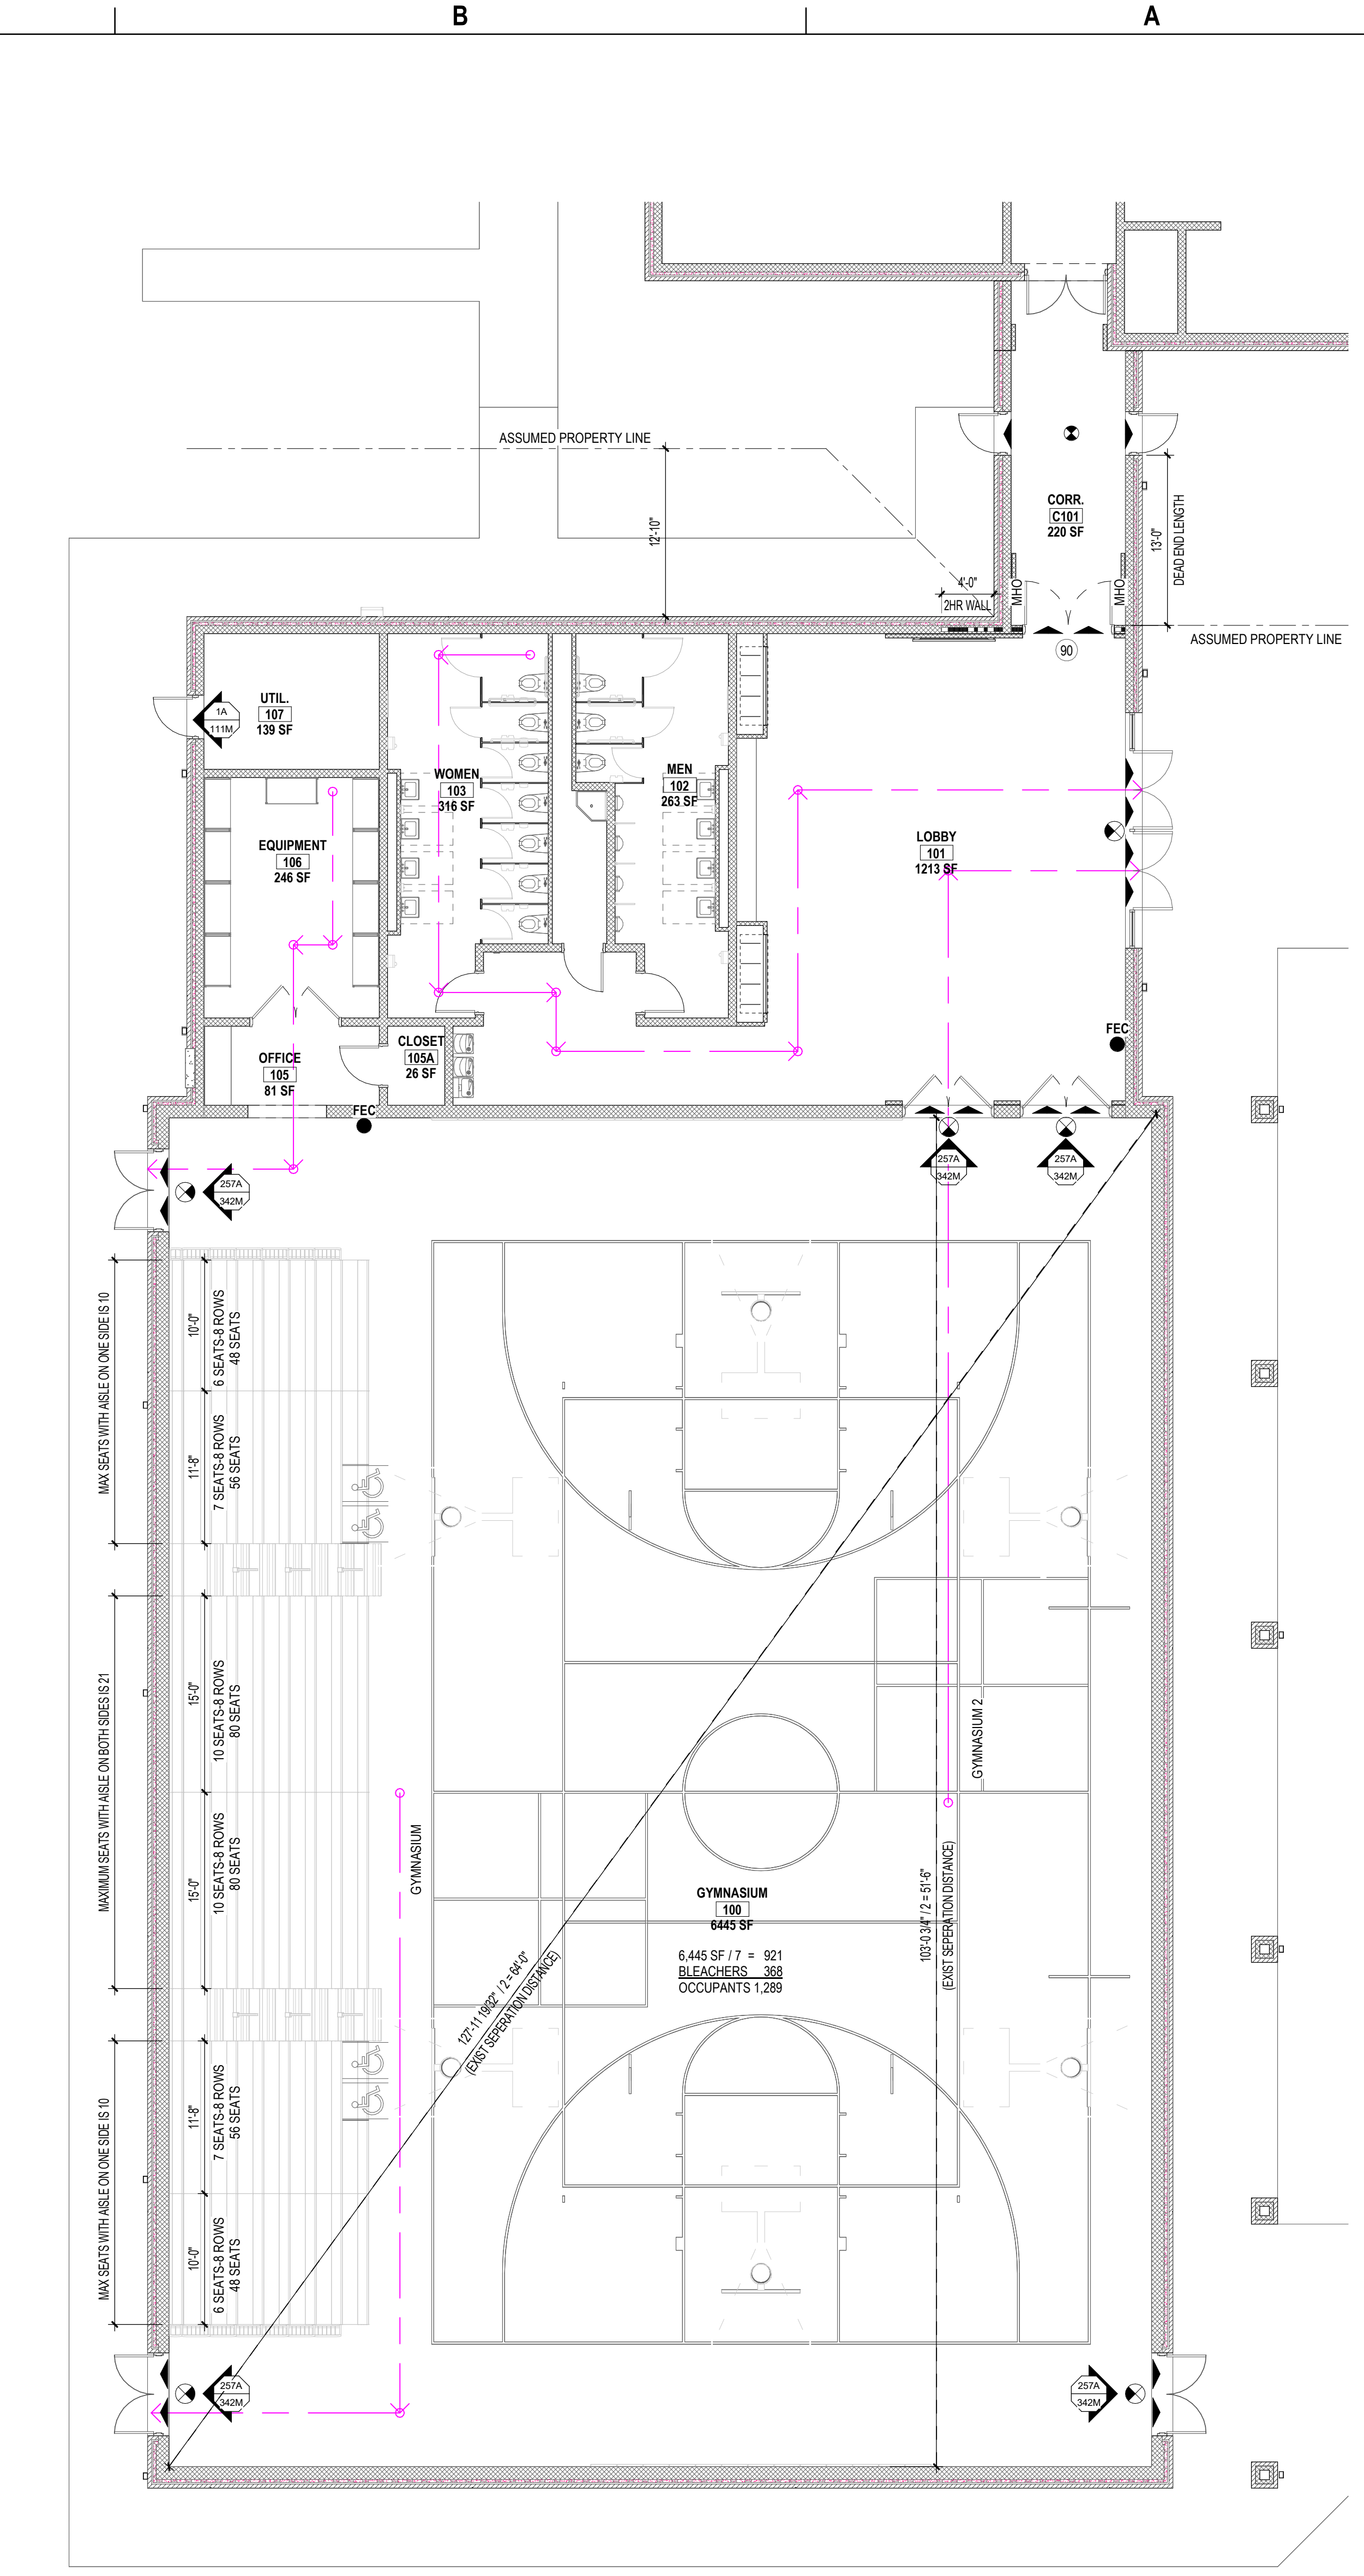 B
A
ASSUMED PROPERTY LINE
12'-10"
CORR.
C101
220 SF
13'-0"
DEAD END LENGTH
4'-0"
2HR WALL
MHO
MHO
90
ASSUMED PROPERTY LINE
UTIL.
107
139 SF
1A
111M
WOMEN
103
316 SF
MEN
102
263 SF
EQUIPMENT
106
246 SF
LOBBY
101
1213 SF
OFFICE
105
81 SF
CLOSET
105A
26 SF
FEC
FEC
257A
342M
257A
342M
257A
342M
MAX SEATS WITH AISLE ON ONE SIDE IS 10
10'-0"
6 SEATS-8 ROWS
48 SEATS
11'-8"
7 SEATS-8 ROWS
56 SEATS
MAXIMUM SEATS WITH AISLE ON BOTH SIDES IS 21
15'-0"
10 SEATS-8 ROWS
80 SEATS
15'-0"
10 SEATS-8 ROWS
80 SEATS
GYMNASIUM
GYMNASIUM 2
GYMNASIUM
100
6445 SF
6,445 SF / 7 = 921
BLEACHERS 368
OCCUPANTS 1,289
103'-0 3/4" / 2 = 51'-6"
(EXIST SEPERATION DISTANCE)
127'-11 19/32" / 2 = 64'-0"
(EXIST SEPERATION DISTANCE)
MAX SEATS WITH AISLE ON ONE SIDE IS 10
11'-8"
7 SEATS-8 ROWS
56 SEATS
10'-0"
6 SEATS-8 ROWS
48 SEATS
257A
342M
257A
342M